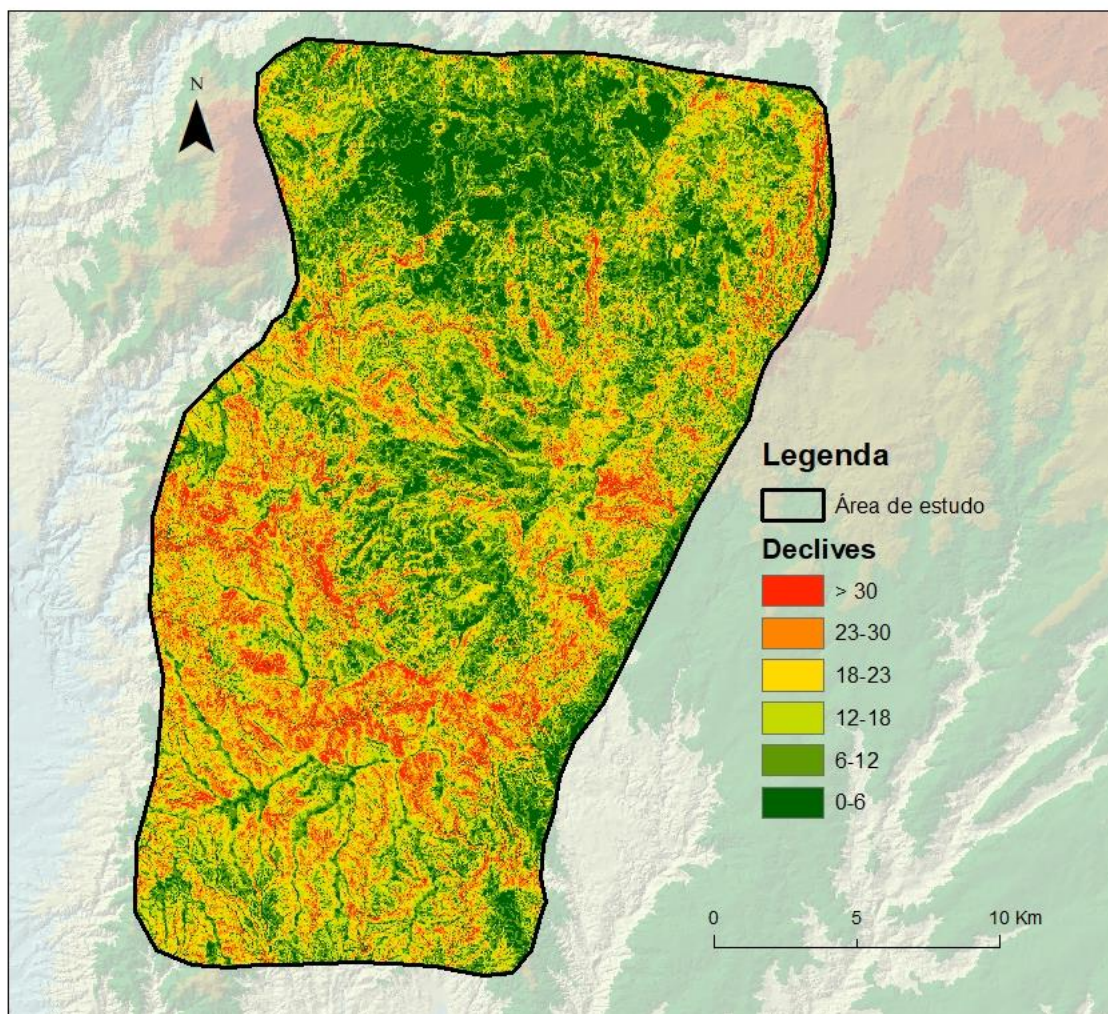 N
Legenda
Área de estudo
Declives
> 30
23-30
18-23
12-18
6-12
0-6
0 5 10 Km